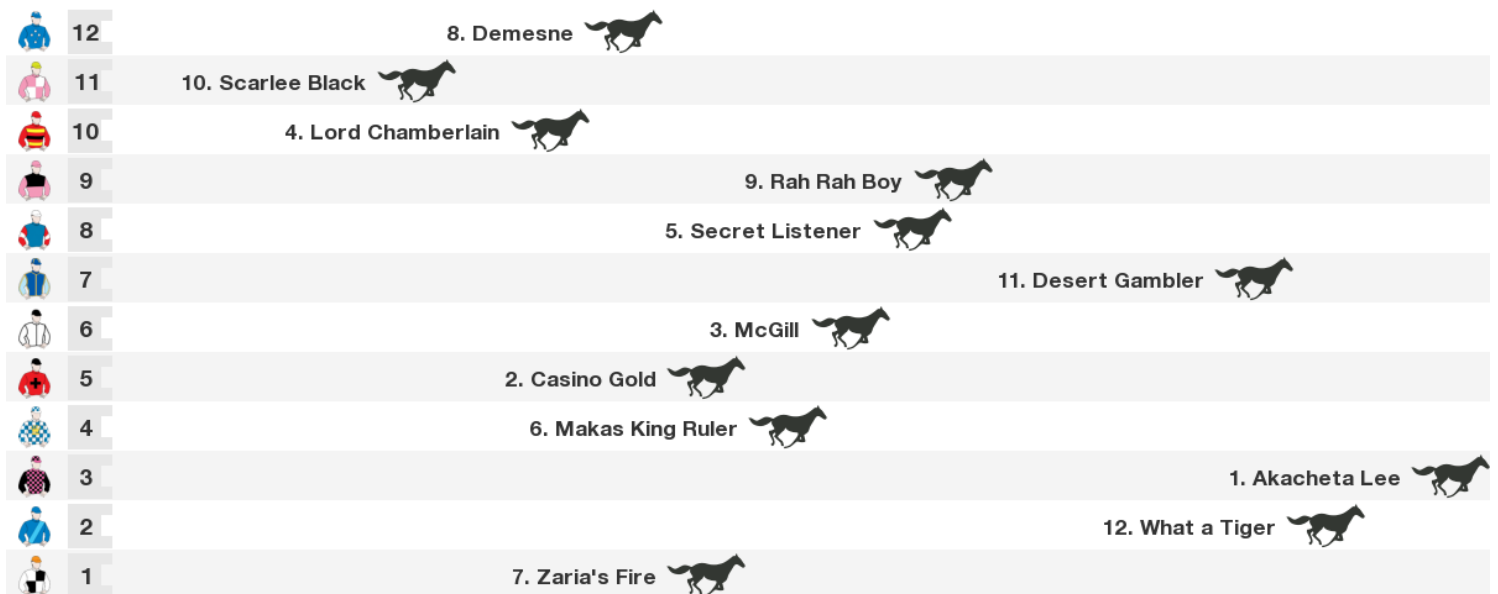 12 8. Demesne
11 10. Scarlee Black
10 4. Lord Chamberlain
9 9. Rah Rah Boy
8 5. Secret Listener
7 11. Desert Gambler
6 3. McGill
5 2. Casino Gold
4 6. Makas King Ruler
3 1. Akacheta Lee
2 12. What a Tiger
1 7. Zaria's Fire